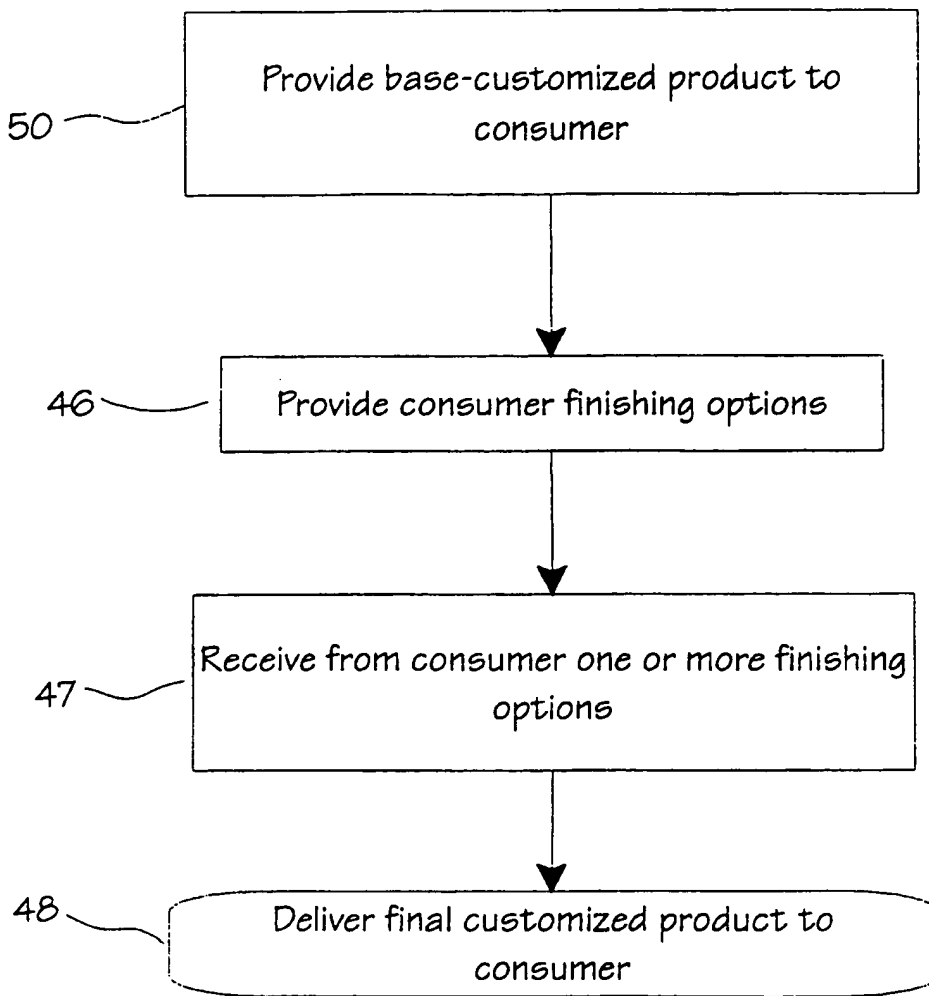 Provide base-customized product to
consumer
50
Provide consumer finishing options
46
Receive from consumer one or more finishing
options
47
Deliver final customized product to
consumer
48